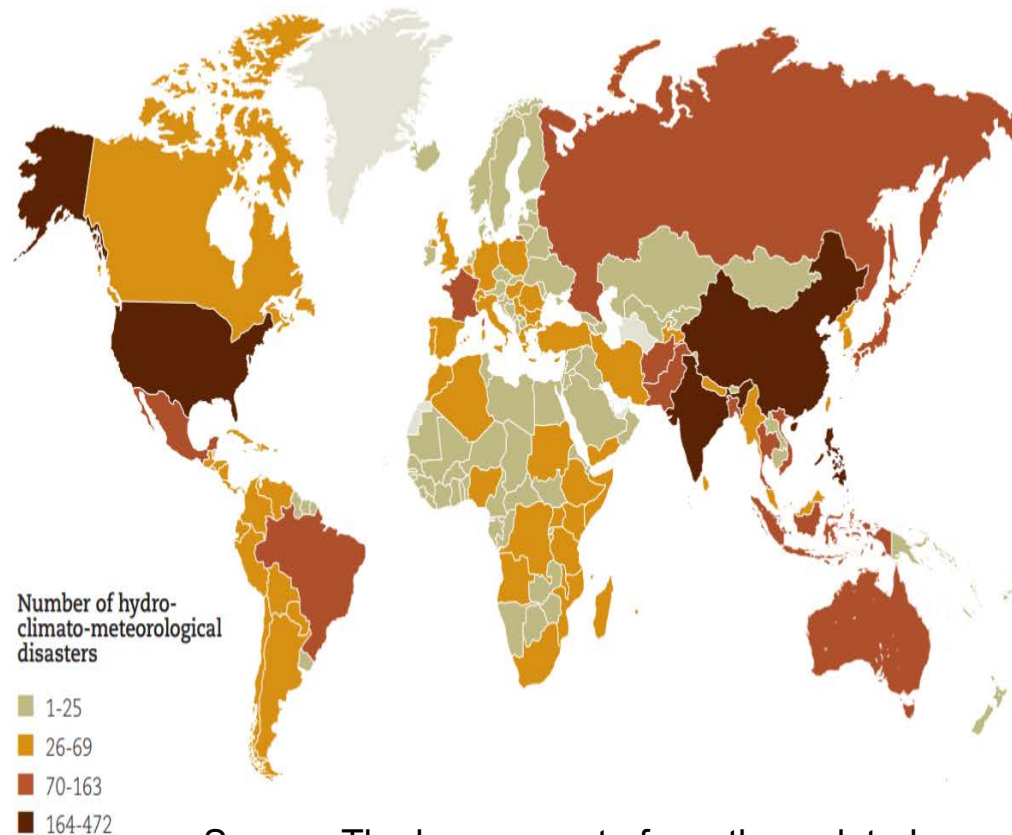 Number of hydro-
climato-meteorological
disasters
1-25
26-69
70-163
164-472